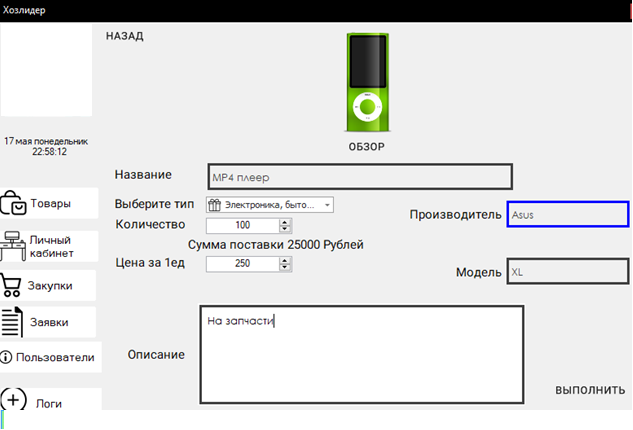 Хозлидер
НАЗАД
17 мая понедельник
22:58:12
ОБЗОР
Название
MP4 плеер
Товары
Выберите тип
Электроника, быто...
Количество
100
Производитель
Asus
Личный
кабинет
Сумма поставки 25000 Рублей
Цена за 1ед
250
Модель
XL
Закупки
Заявки
На запчасти
Пользователи
Описание
ВЫПОЛНИТЬ
Логи